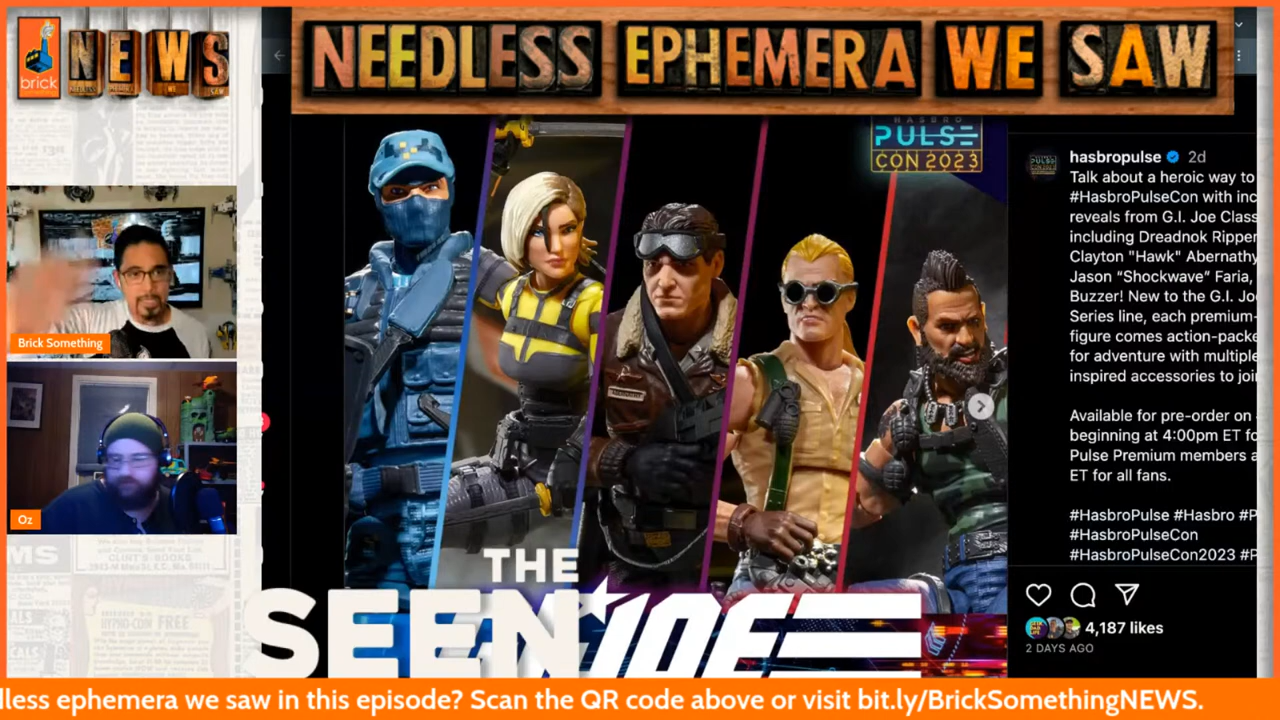 brick
NEWS
NEEDLESS EPHEMERA WE SAW
HASBRO
PULSE
CON 2023
hasbropulse 2d
Talk about a heroic way to
#HasbroPulseCon with inc
reveals from G.I. Joe Class
including Dreadnok Ripper
Clayton "Hawk" Abernathy
Jason "Shockwave" Faria,
Buzzer! New to the G.I. Jo
Series line, each premium-
figure comes action-packe
for adventure with multiple
inspired accessories to joi
Available for pre-order on
beginning at 4:00pm ET fo
Pulse Premium members a
ET for all fans.
#HasbroPulse #Hasbro #P
#HasbroPulseCon
#HasbroPulseCon2023 #P
4,187 likes
2 DAYS AGO
Brick Something
Oz
THE
SEEN JOE
dless ephemera we saw in this episode? Scan the QR code above or visit bit.ly/BrickSomethingNEWS.